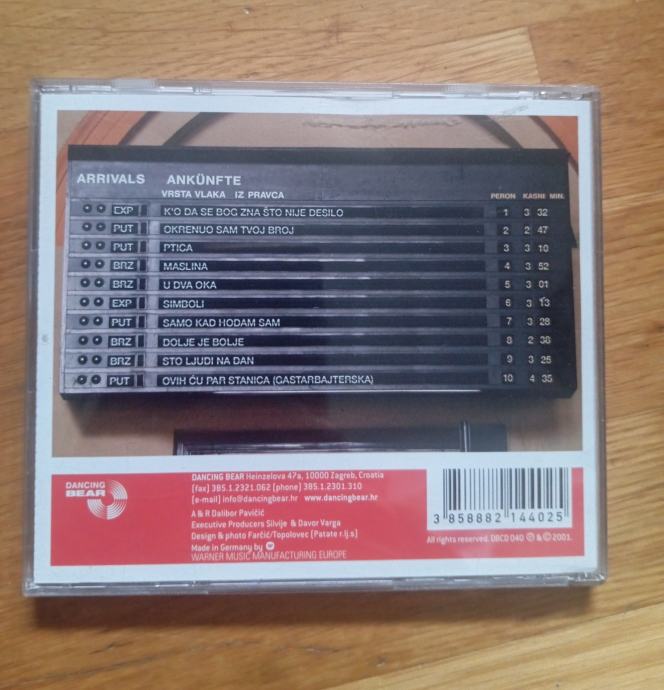 ARRIVALS ANKÜNFTE
VRSTA VLAKA IZ PRAVCA PERON KASNI MIN.
EXP K'O DA SE BOG ZNA ŠTO NIJE DESILO 1 3 32
PUT OKRENUO SAM TVOJ BROJ 2 2 47
PUT PTICA 3 3 10
BRZ MASLINA 4 3 52
BRZ U DVA OKA 5 3 01
EXP SIMBOLI 6 3 13
PUT SAMO KAD HODAM SAM 7 3 28
BRZ DOLJE JE BOLJE 8 2 38
BRZ STO LJUDI NA DAN 9 3 25
PUT OVIH ĆU PAR STANICA (GASTARBAJTERSKA) 10 4 35
DANCING
BEAR
DANCING BEAR Heinzelova 47a, 10000 Zagreb, Croatia
[fax] 385.1.2321.062 [phone] 385.1.2301.310
[e-mail] info@dancingbear.hr www.dancingbear.hr
A & R Dalibor Pavičić
Executive Producers Silvije & Davor Varga
Design & photo Farčić/Topolovec [Patate r.lj.s]
Made in Germany by
WARNER MUSIC MANUFACTURING EUROPE
3 858882 144025
All rights reserved. DBCD 040 ℗ & © 2001.